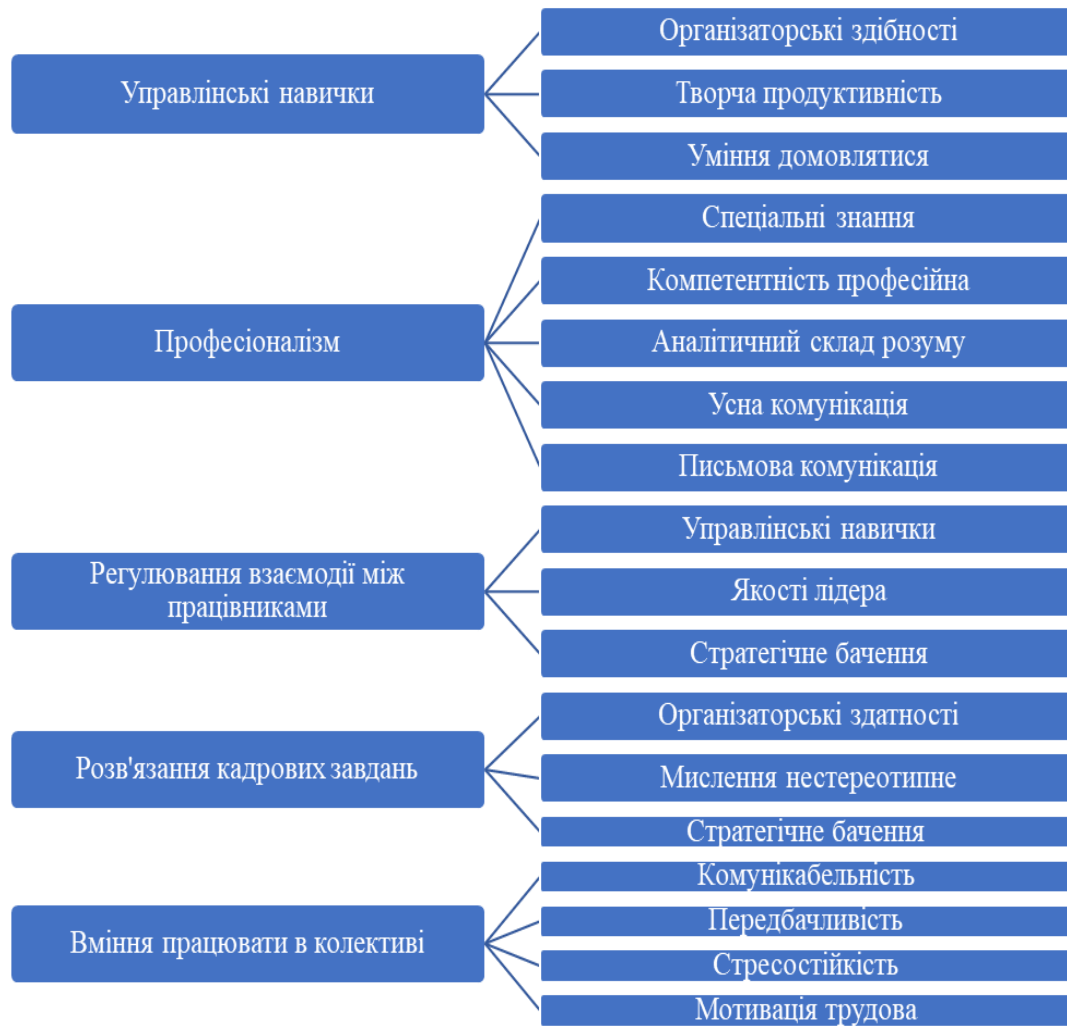 Управлінські навички
Організаторські здібності
Творча продуктивність
Уміння домовлятися
Професіоналізм
Спеціальні знання
Компетентність професійна
Аналітичний склад розуму
Усна комунікація
Письмова комунікація
Регулювання взаємодії між
працівниками
Управлінські навички
Якості лідера
Стратегічне бачення
Розв'язання кадрових завдань
Організаторські здатності
Мислення нестереотипне
Стратегічне бачення
Вміння працювати в колективі
Комунікабельність
Передбачливість
Стресостійкість
Мотивація трудова